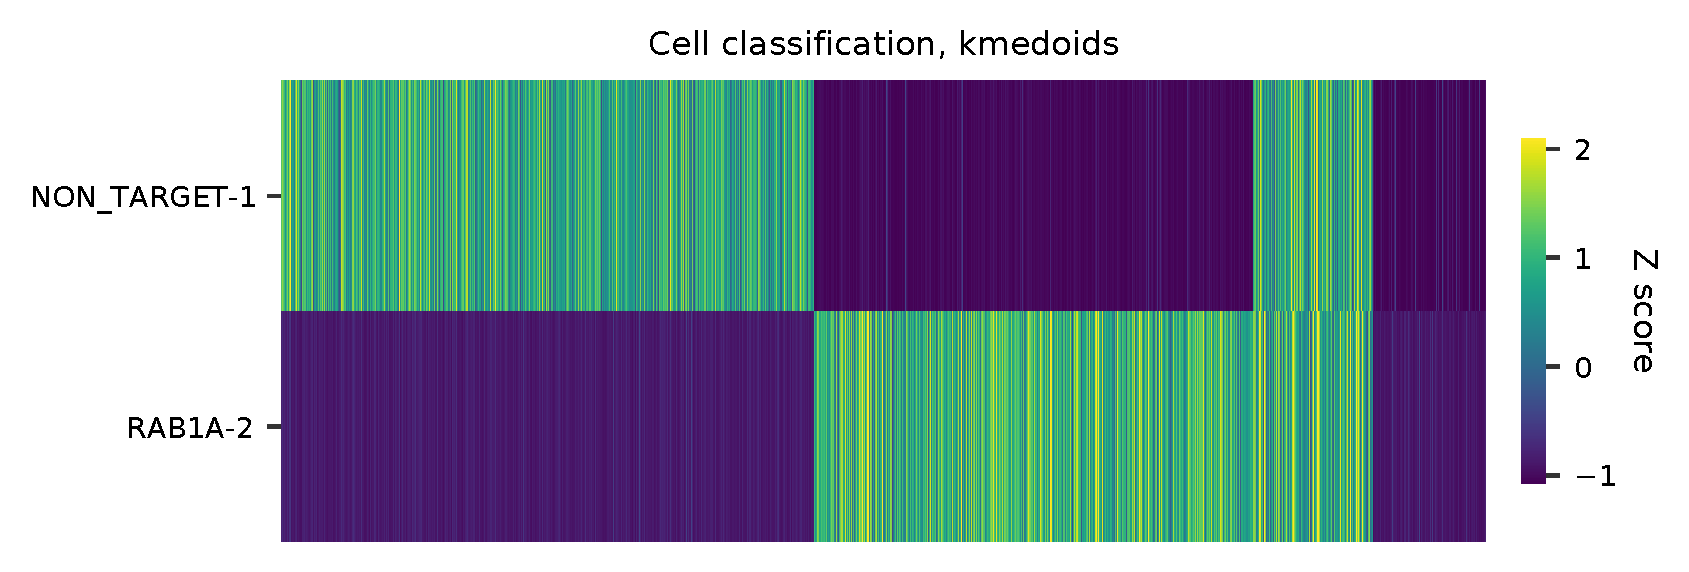 Cell classification, kmedoids
NON_TARGET-1
RAB1A-2
2
1
0
−1
Z score